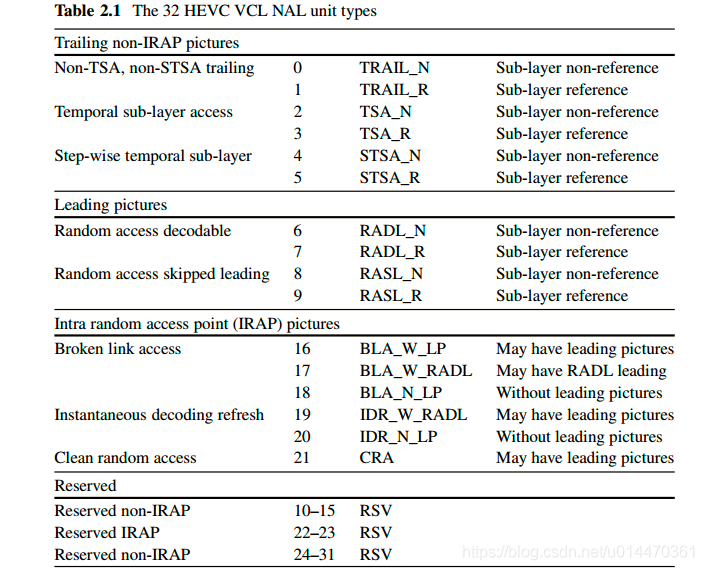 Table 2.1 The 32 HEVC VCL NAL unit types
Trailing non-IRAP pictures
Non-TSA, non-STSA trailing 0 TRAIL_N Sub-layer non-reference
1 TRAIL_R Sub-layer reference
Temporal sub-layer access 2 TSA_N Sub-layer non-reference
3 TSA_R Sub-layer reference
Step-wise temporal sub-layer 4 STSA_N Sub-layer non-reference
5 STSA_R Sub-layer reference
Leading pictures
Random access decodable 6 RADL_N Sub-layer non-reference
7 RADL_R Sub-layer reference
Random access skipped leading 8 RASL_N Sub-layer non-reference
9 RASL_R Sub-layer reference
Intra random access point (IRAP) pictures
Broken link access 16 BLA_W_LP May have leading pictures
17 BLA_W_RADL May have RADL leading
18 BLA_N_LP Without leading pictures
Instantaneous decoding refresh 19 IDR_W_RADL May have leading pictures
20 IDR_N_LP Without leading pictures
Clean random access 21 CRA May have leading pictures
Reserved
Reserved non-IRAP 10–15 RSV
Reserved IRAP 22–23 RSV
Reserved non-IRAP 24–31 RSV
https://blog.csdn.net/u014470361